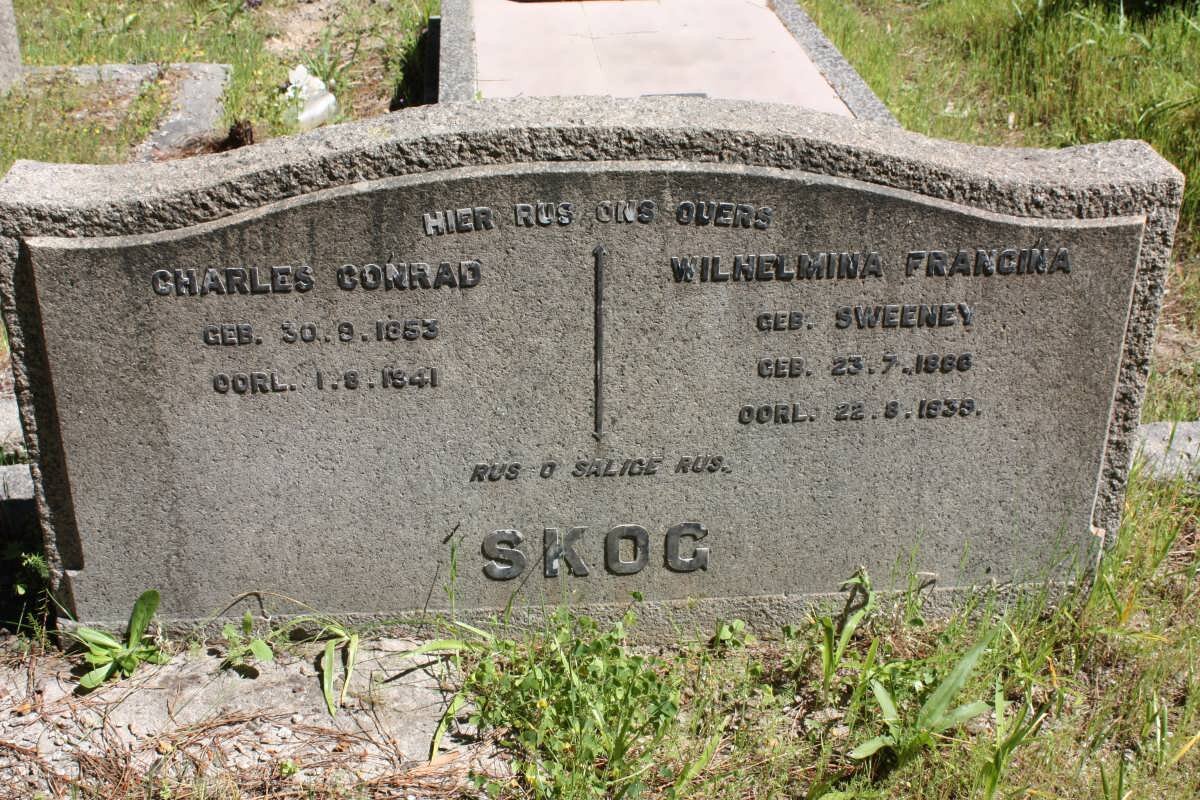 HIER RUS ONS OUERS
CHARLES CONRAD
GEB. 30.9.1853
OORL. 1.8.1941
WILHELMINA FRANCINA
GEB. SWEENEY
GEB. 23.7.1866
OORL. 22.8.1939.
RUS O SALIGE RUS.
SKOG